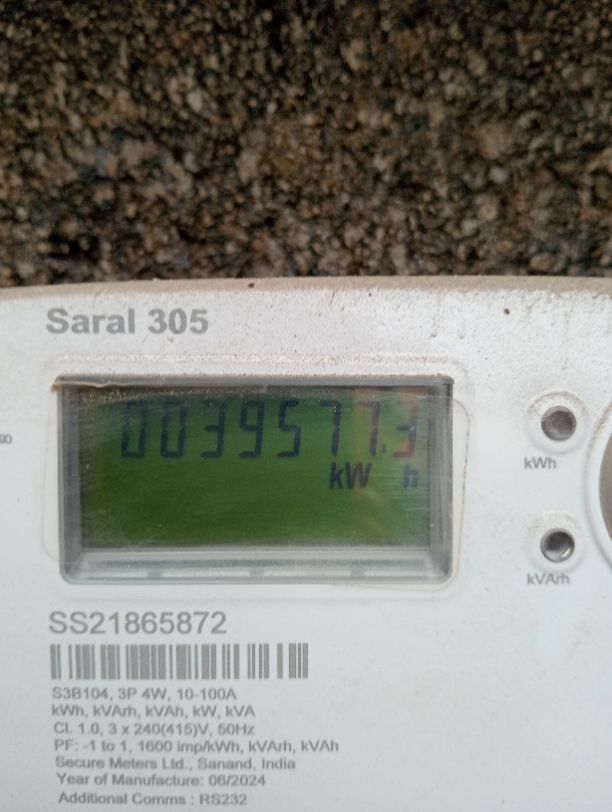 Saral 305
0039577.3
kW h
kWh
kVArh
SS21865872
S3B104, 3P 4W, 10-100A
kWh, kVArh, kVAh, kW, kVA
Cl. 1.0, 3 x 240(415)V, 50Hz
PF: -1 to 1, 1600 imp/kWh, kVArh, kVAh
Secure Meters Ltd., Sanand, India
Year of Manufacture: 06/2024
Additional Comms : RS232